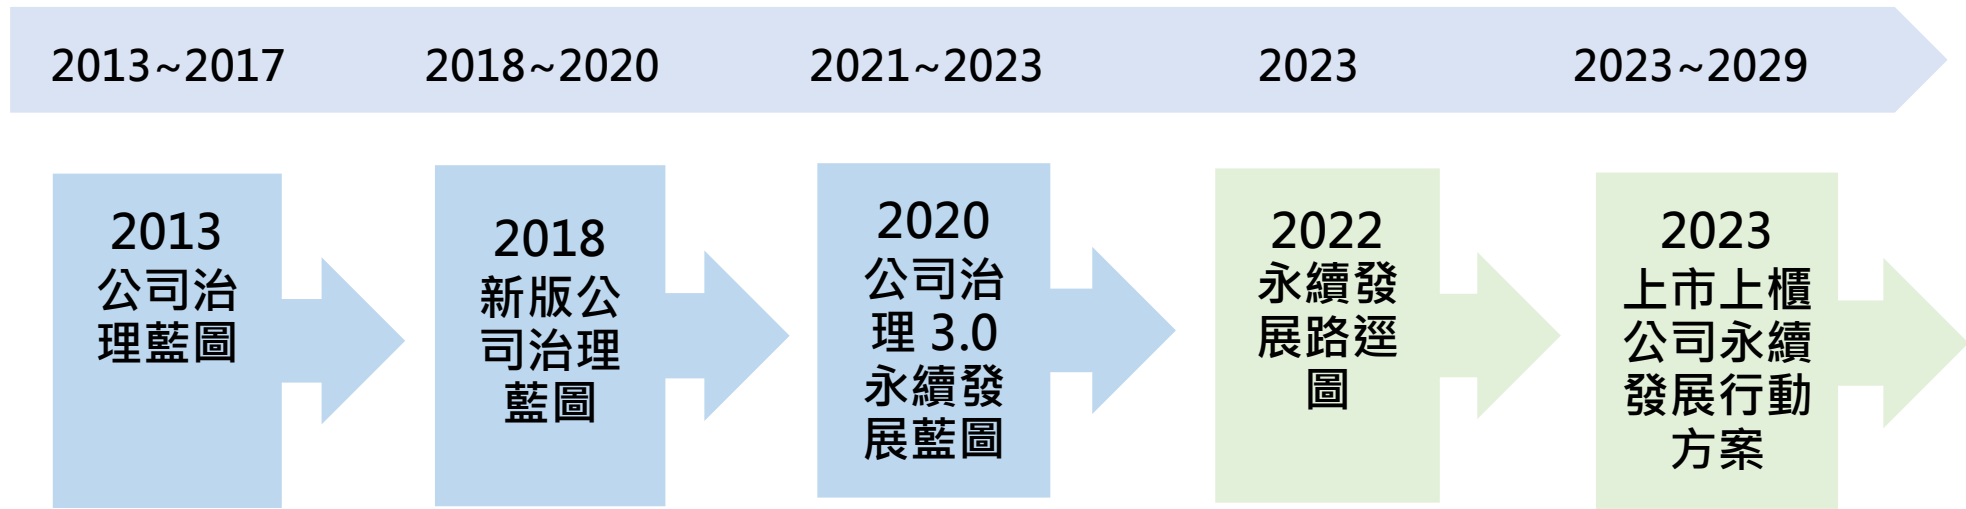 2013~2017
2018~2020
2021~2023
2023
2023~2029
2013
公司治
理藍圖
2018
新版公
司治理
藍圖
2020
公司治
理 3.0
永續發
展藍圖
2022
永續發
展路逕
圖
2023
上市上櫃
公司永續
發展行動
方案